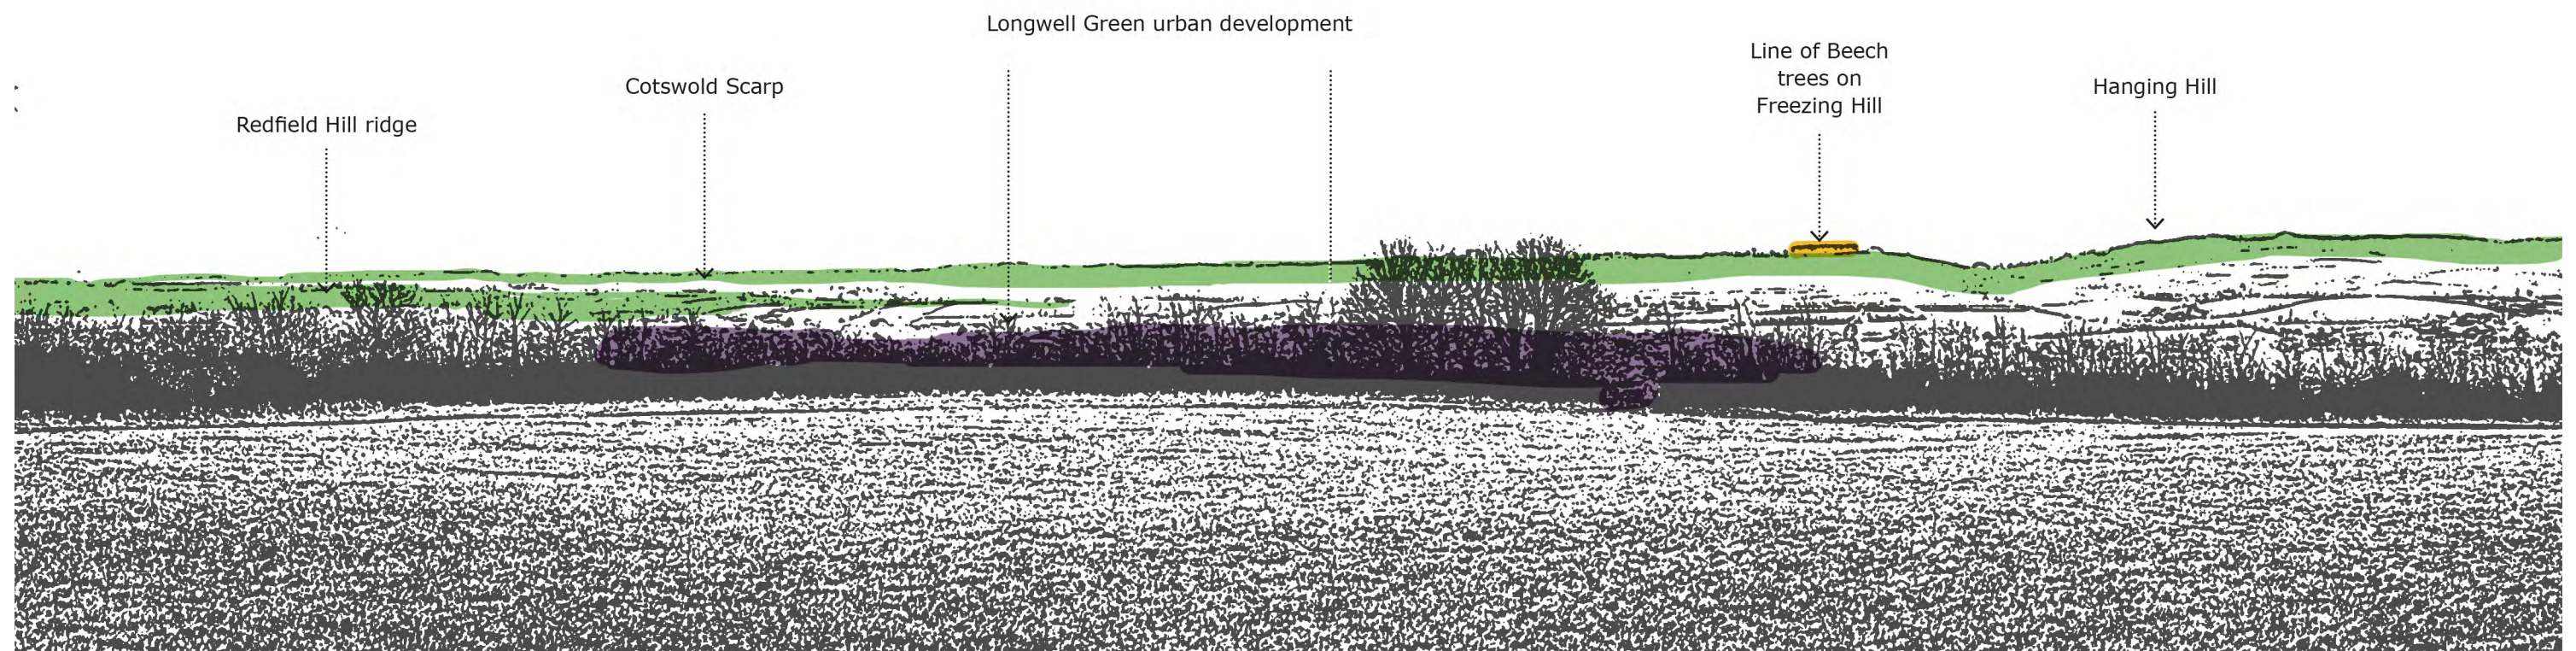 Longwell Green urban development
Line of Beech
trees on
Freezing Hill
Cotswold Scarp
Hanging Hill
Redfield Hill ridge